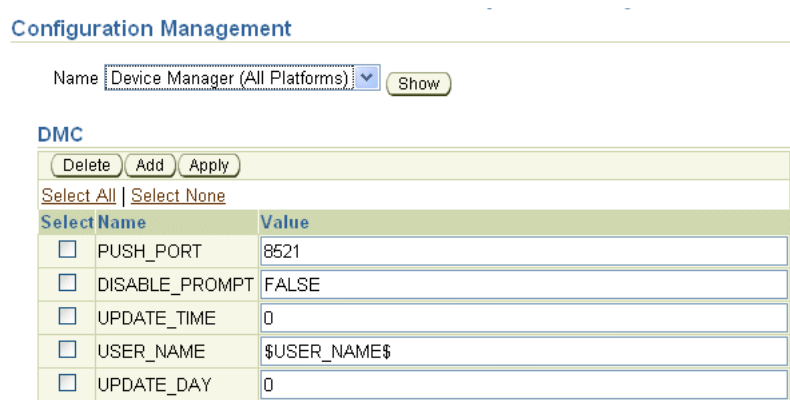 Configuration Management
Name Device Manager (All Platforms) Show
DMC
Delete Add Apply
Select All | Select None
Select Name Value
PUSH_PORT 8521
DISABLE_PROMPT FALSE
UPDATE_TIME 0
USER_NAME $USER_NAME$
UPDATE_DAY 0